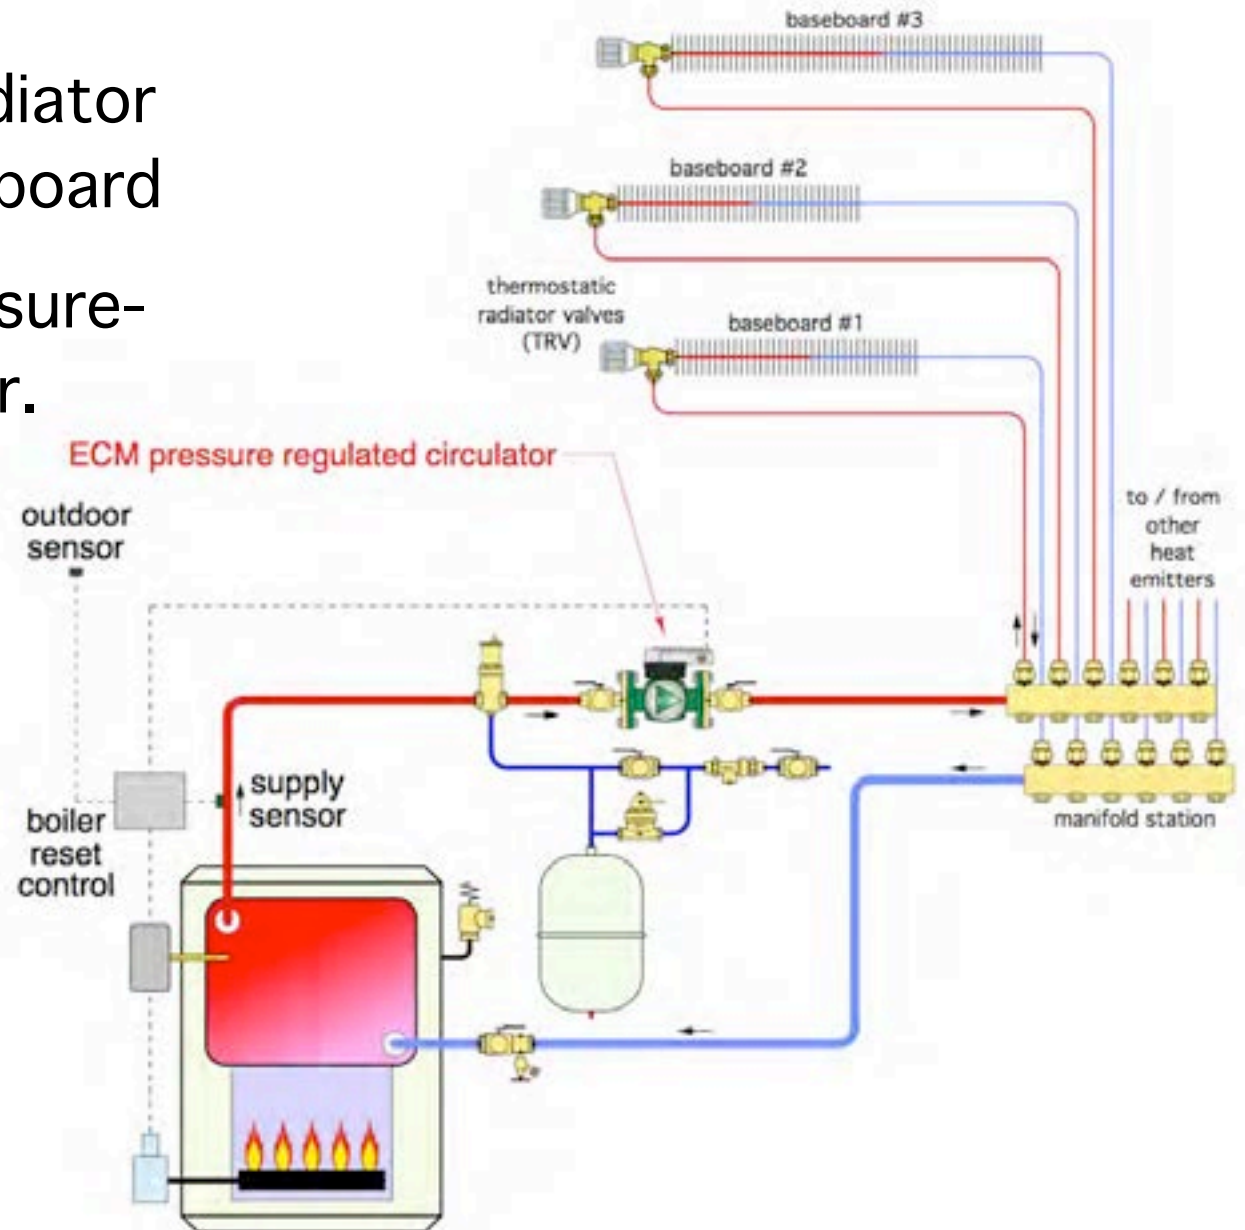 diator
board
sure-
r.
baseboard #3
baseboard #2
thermostatic
radiator valves
(TRV)
baseboard #1
ECM pressure regulated circulator
outdoor
sensor
to / from
other
heat
emitters
supply
sensor
boiler
reset
control
manifold station